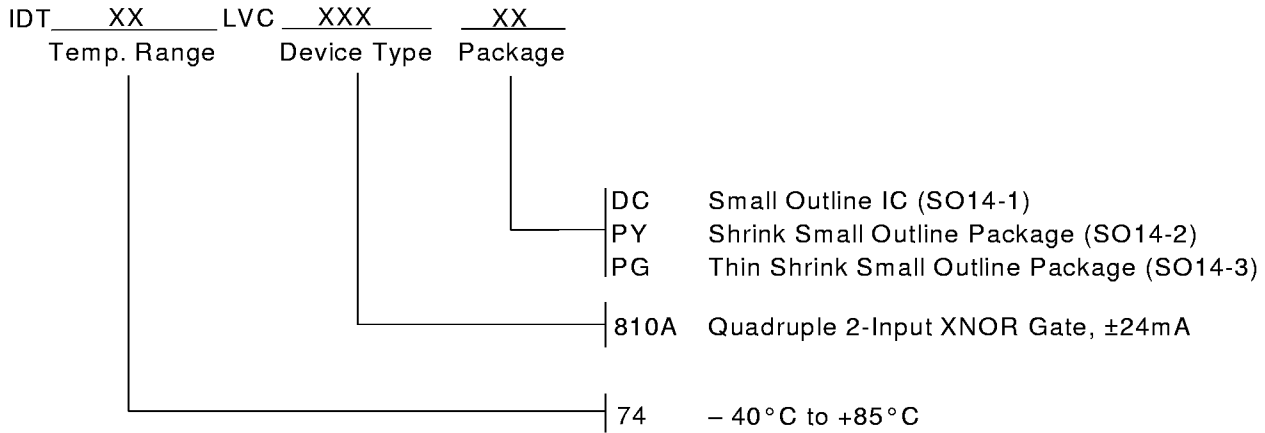 IDT XX LVC XXX XX
Temp. Range Device Type Package
DC Small Outline IC (SO14-1)
PY Shrink Small Outline Package (SO14-2)
PG Thin Shrink Small Outline Package (SO14-3)
810A Quadruple 2-Input XNOR Gate, ±24mA
74 – 40°C to +85°C